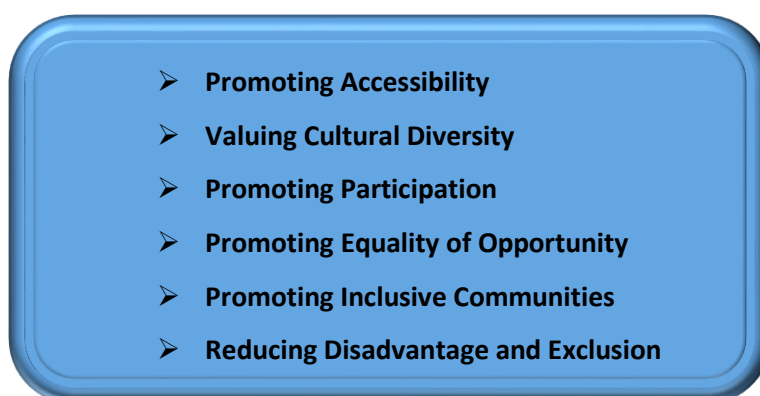 ➢ Promoting Accessibility
➢ Valuing Cultural Diversity
➢ Promoting Participation
➢ Promoting Equality of Opportunity
➢ Promoting Inclusive Communities
➢ Reducing Disadvantage and Exclusion